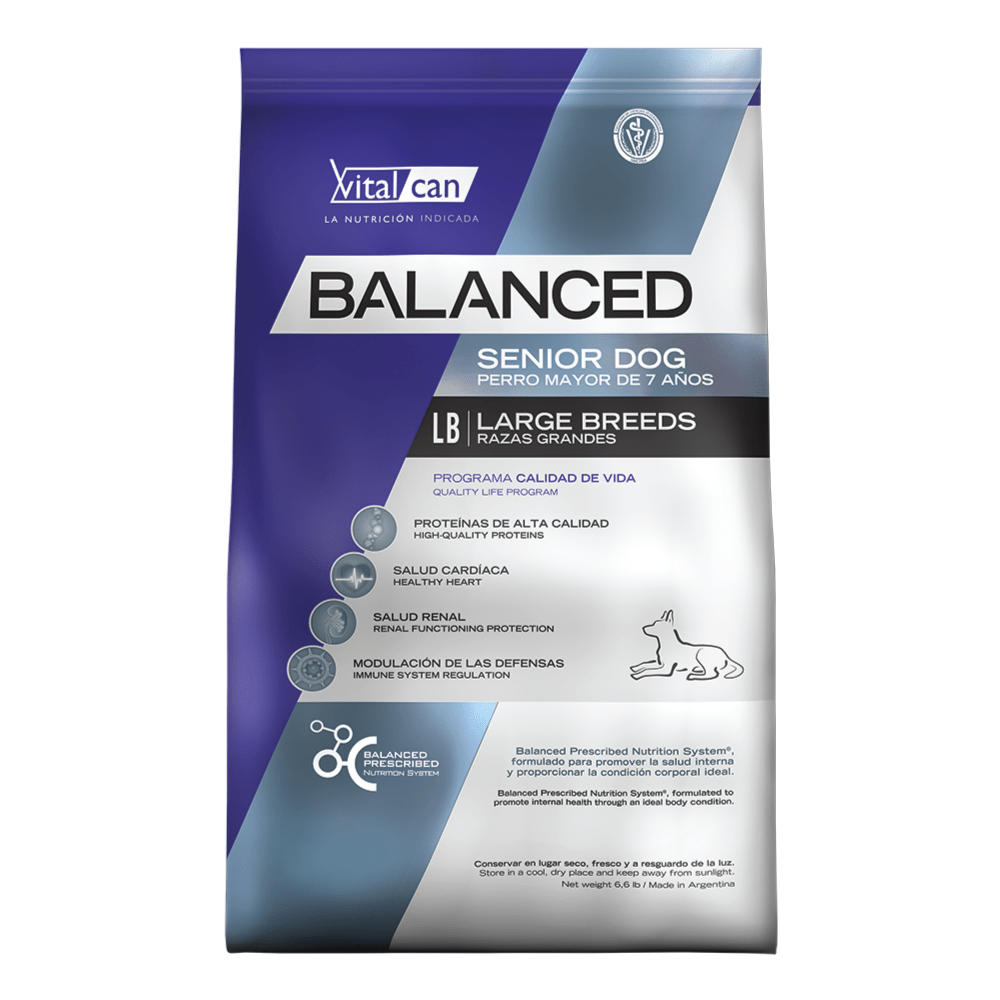 Vital can
LA NUTRICIÓN INDICADA
BALANCED
SENIOR DOG
PERRO MAYOR DE 7 AÑOS
LB LARGE BREEDS
RAZAS GRANDES
PROGRAMA CALIDAD DE VIDA
QUALITY LIFE PROGRAM
PROTEÍNAS DE ALTA CALIDAD
HIGH-QUALITY PROTEINS
SALUD CARDÍACA
HEALTHY HEART
SALUD RENAL
RENAL FUNCTIONING PROTECTION
MODULACIÓN DE LAS DEFENSAS
IMMUNE SYSTEM REGULATION
BALANCED
PRESCRIBED
NUTRITION SYSTEM
Balanced Prescribed Nutrition System®,
formulado para promover la salud interna
y proporcionar la condición corporal ideal.
Balanced Prescribed Nutrition System®, formulated to
promote internal health through an ideal body condition.
Conservar en lugar seco, fresco y a resguardo de la luz.
Store in a cool, dry place and keep away from sunlight.
Net weight 6,6 lb / Made in Argentina